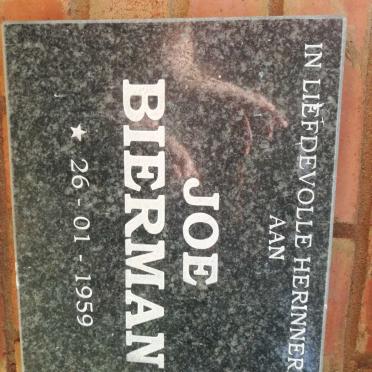 IN LIEFDEVOLLE HERINNER
AAN
JOE
BIERMAN
★ 26 - 01 - 1959